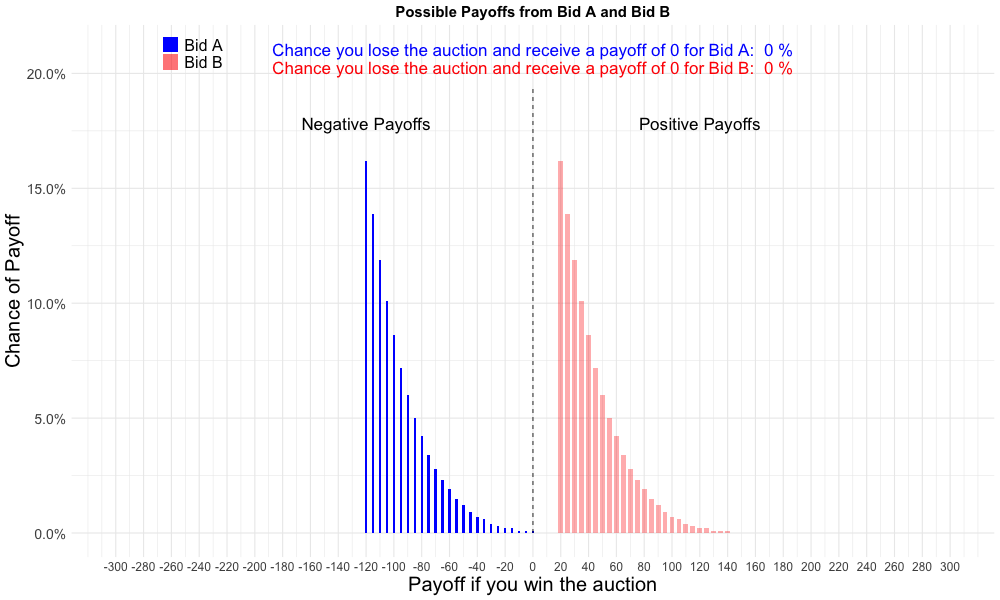 Possible Payoffs from Bid A and Bid B
Bid A
Chance you lose the auction and receive a payoff of 0 for Bid A:  0 %
Bid B
Chance you lose the auction and receive a payoff of 0 for Bid B:  0 %
20.0%
Negative Payoffs
Positive Payoffs
15.0%
Chance of Payoff
10.0%
5.0%
0.0%
-300 -280 -260 -240 -220 -200 -180 -160 -140 -120 -100 -80 -60 -40 -20 0 20 40 60 80 100 120 140 160 180 200 220 240 260 280 300
Payoff if you win the auction